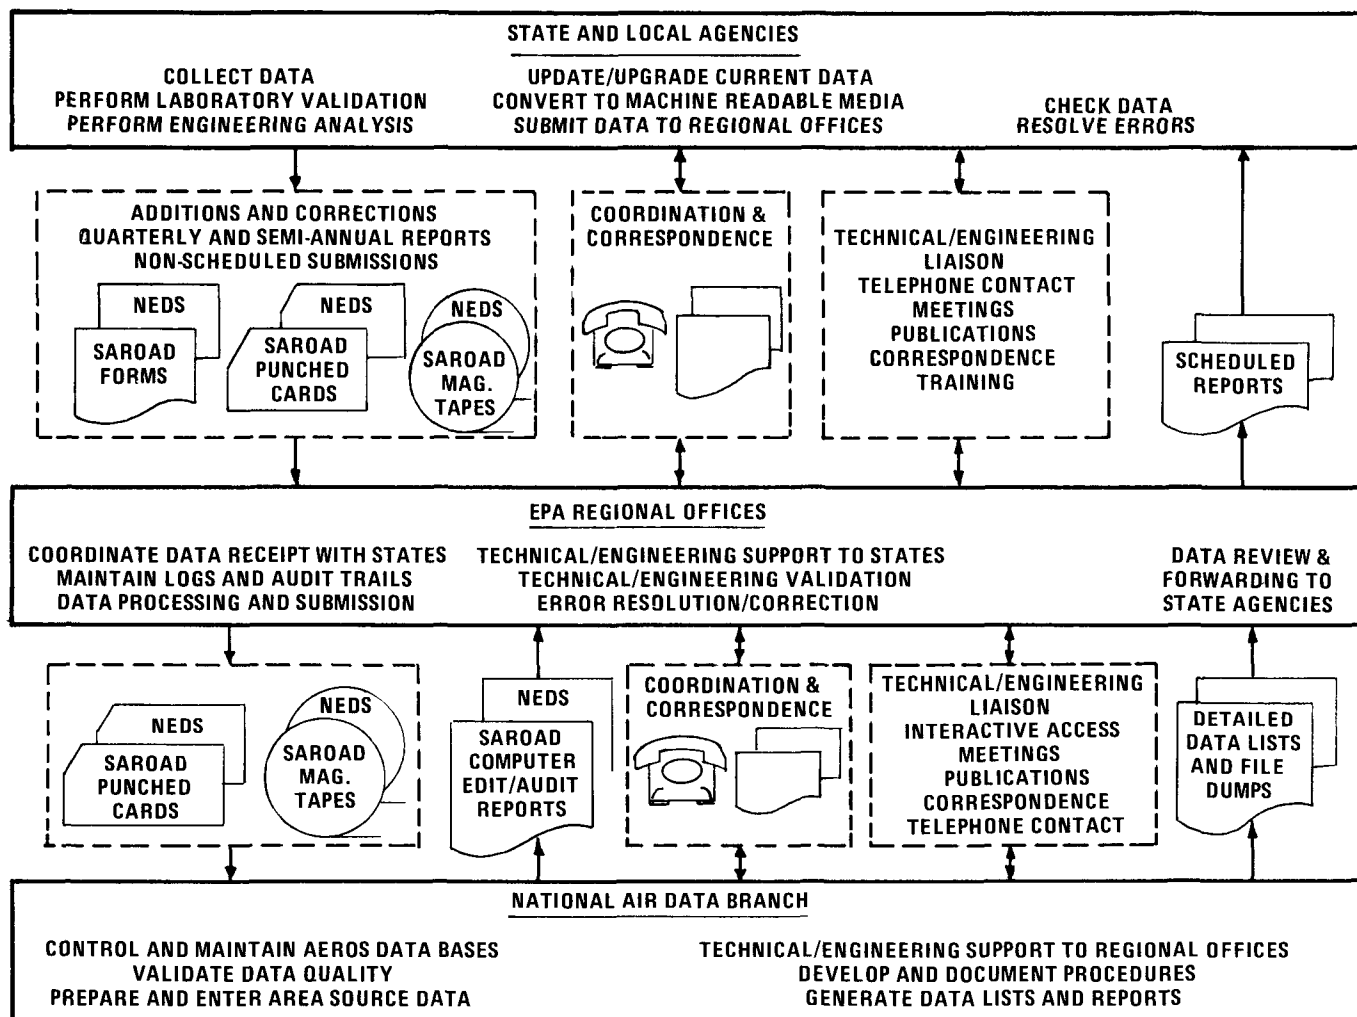 STATE AND LOCAL AGENCIES
COLLECT DATA
PERFORM LABORATORY VALIDATION
PERFORM ENGINEERING ANALYSIS
UPDATE/UPGRADE CURRENT DATA
CONVERT TO MACHINE READABLE MEDIA
SUBMIT DATA TO REGIONAL OFFICES
CHECK DATA
RESOLVE ERRORS
ADDITIONS AND CORRECTIONS
QUARTERLY AND SEMI-ANNUAL REPORTS
NON-SCHEDULED SUBMISSIONS
NEDS
SAROAD
FORMS
NEDS
SAROAD
PUNCHED
CARDS
NEDS
SAROAD
MAG.
TAPES
COORDINATION &
CORRESPONDENCE
TECHNICAL/ENGINEERING
LIAISON
TELEPHONE CONTACT
MEETINGS
PUBLICATIONS
CORRESPONDENCE
TRAINING
SCHEDULED
REPORTS
EPA REGIONAL OFFICES
COORDINATE DATA RECEIPT WITH STATES
MAINTAIN LOGS AND AUDIT TRAILS
DATA PROCESSING AND SUBMISSION
TECHNICAL/ENGINEERING SUPPORT TO STATES
TECHNICAL/ENGINEERING VALIDATION
ERROR RESOLUTION/CORRECTION
DATA REVIEW &
FORWARDING TO
STATE AGENCIES
NEDS
SAROAD
PUNCHED
CARDS
NEDS
SAROAD
MAG.
TAPES
NEDS
SAROAD
COMPUTER
EDIT/AUDIT
REPORTS
COORDINATION &
CORRESPONDENCE
TECHNICAL/ENGINEERING
LIAISON
INTERACTIVE ACCESS
MEETINGS
PUBLICATIONS
CORRESPONDENCE
TELEPHONE CONTACT
DETAILED
DATA LISTS
AND FILE
DUMPS
NATIONAL AIR DATA BRANCH
CONTROL AND MAINTAIN AEROS DATA BASES
VALIDATE DATA QUALITY
PREPARE AND ENTER AREA SOURCE DATA
TECHNICAL/ENGINEERING SUPPORT TO REGIONAL OFFICES
DEVELOP AND DOCUMENT PROCEDURES
GENERATE DATA LISTS AND REPORTS